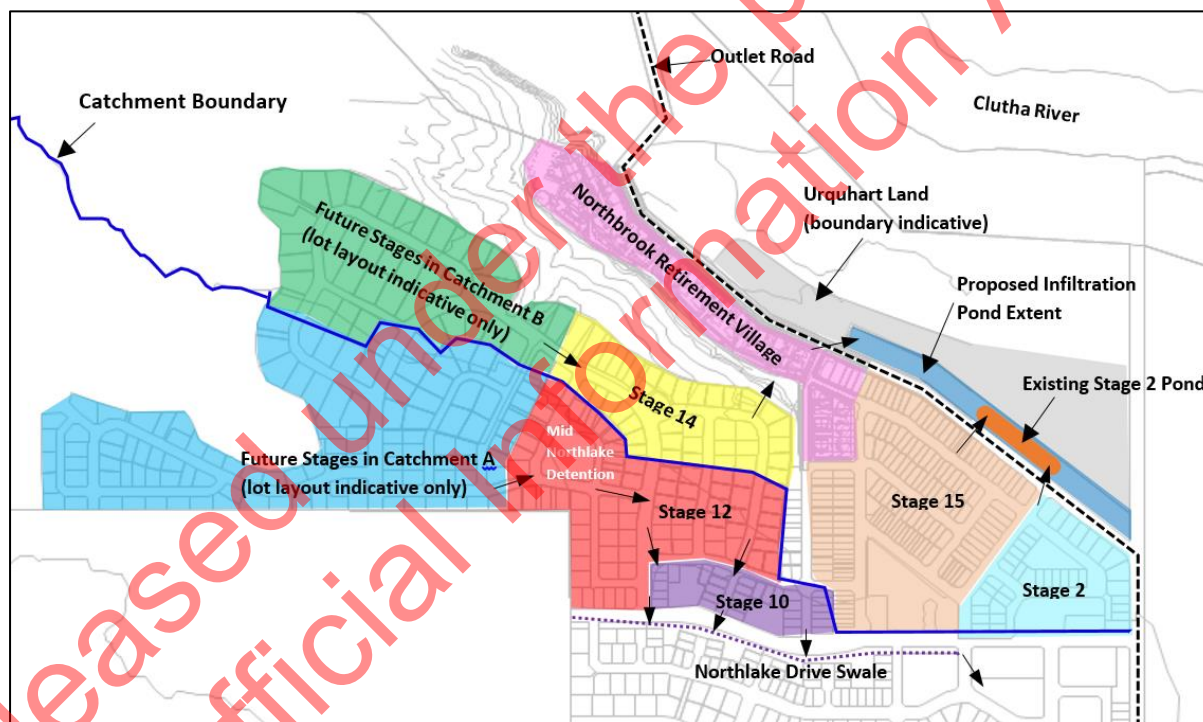 Outlet Road
Catchment Boundary
Clutha River
Urquhart Land
(boundary indicative)
Northbrook Retirement Village
Future Stages in Catchment B
(lot layout indicative only)
Proposed Infiltration
Pond Extent
Existing Stage 2 Pond
Stage 14
Mid
Northlake
Detention
Future Stages in Catchment A
(lot layout indicative only)
Stage 12
Stage 15
Stage 10
Stage 2
Northlake Drive Swale
eleased under the p
fficial Information A